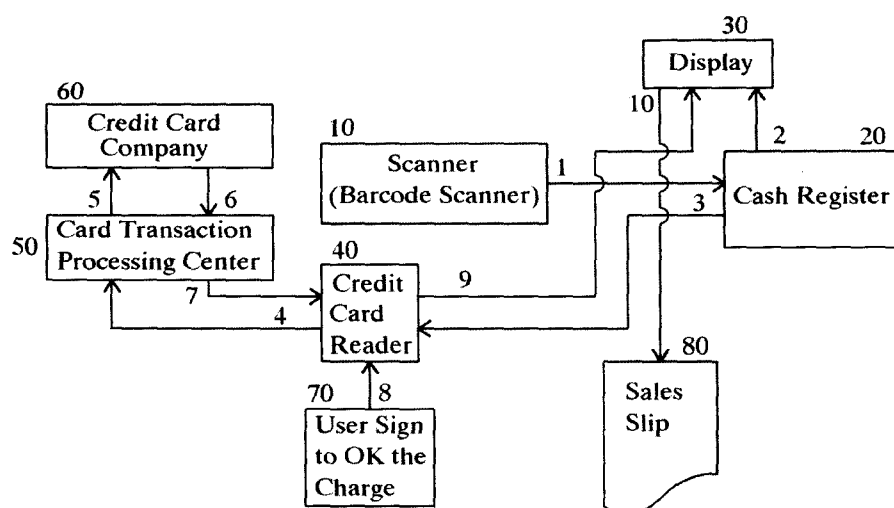 30
Display
60
Credit Card
Company
10
Scanner
(Barcode Scanner)
1
10
2
20
Cash Register
3
5
6
50
Card Transaction
Processing Center
7
4
40
Credit
Card
Reader
9
70
8
User Sign
to OK the
Charge
80
Sales
Slip